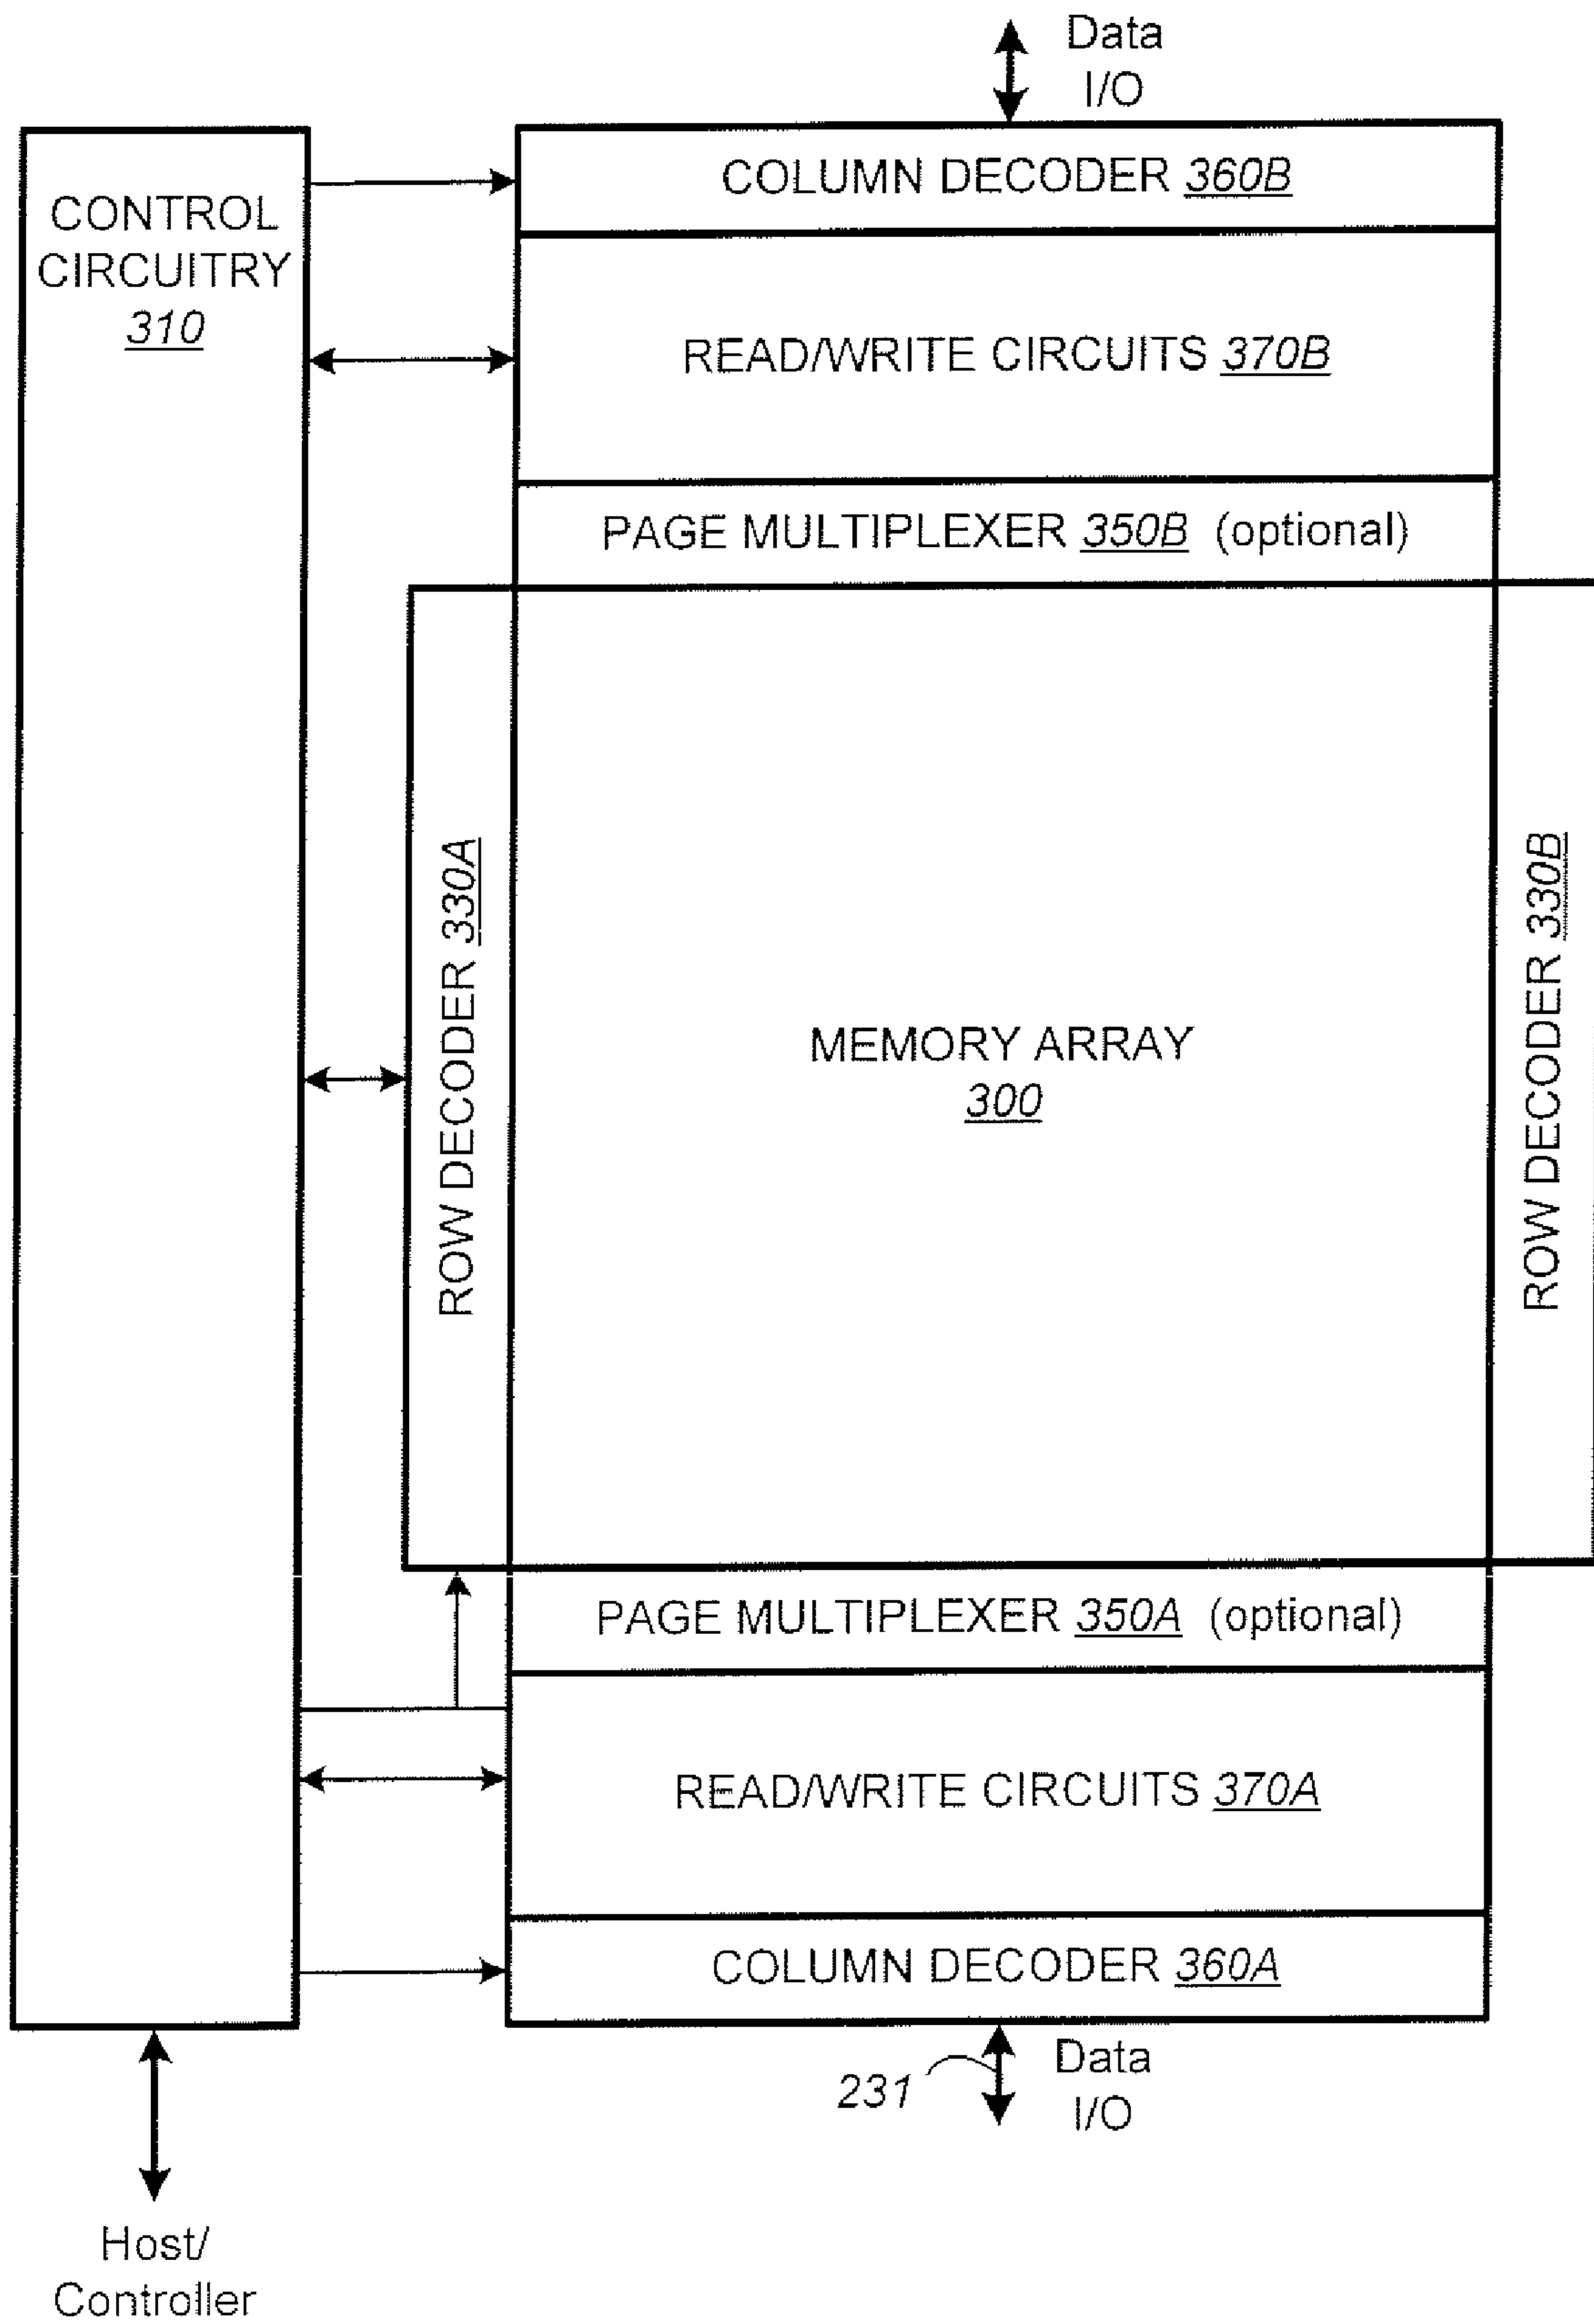 Data
I/O
COLUMN DECODER 360B
CONTROL
CIRCUITRY
310
READ/WRITE CIRCUITS 370B
PAGE MULTIPLEXER 350B (optional)
ROW DECODER 330A
MEMORY ARRAY
300
ROW DECODER 330B
PAGE MULTIPLEXER 350A (optional)
READ/WRITE CIRCUITS 370A
COLUMN DECODER 360A
231
Data
I/O
Host/
Controller